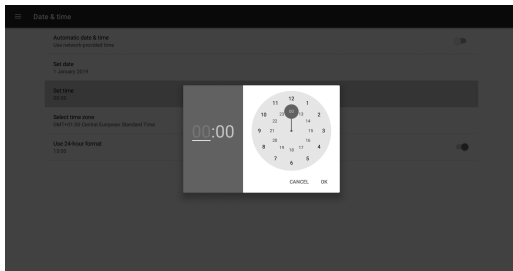 Date & time
Automatic date & time
Use network-provided time
Set date
1 January 2019
Set time
00:00
Select time zone
GMT+01:00 Central European Standard Time
Use 24-hour format
13:00
00:00
12
11
1
00
23
13
10
2
22
14
9
21
15
3
20
16
8
4
19
18
17
7
5
6
CANCEL
OK